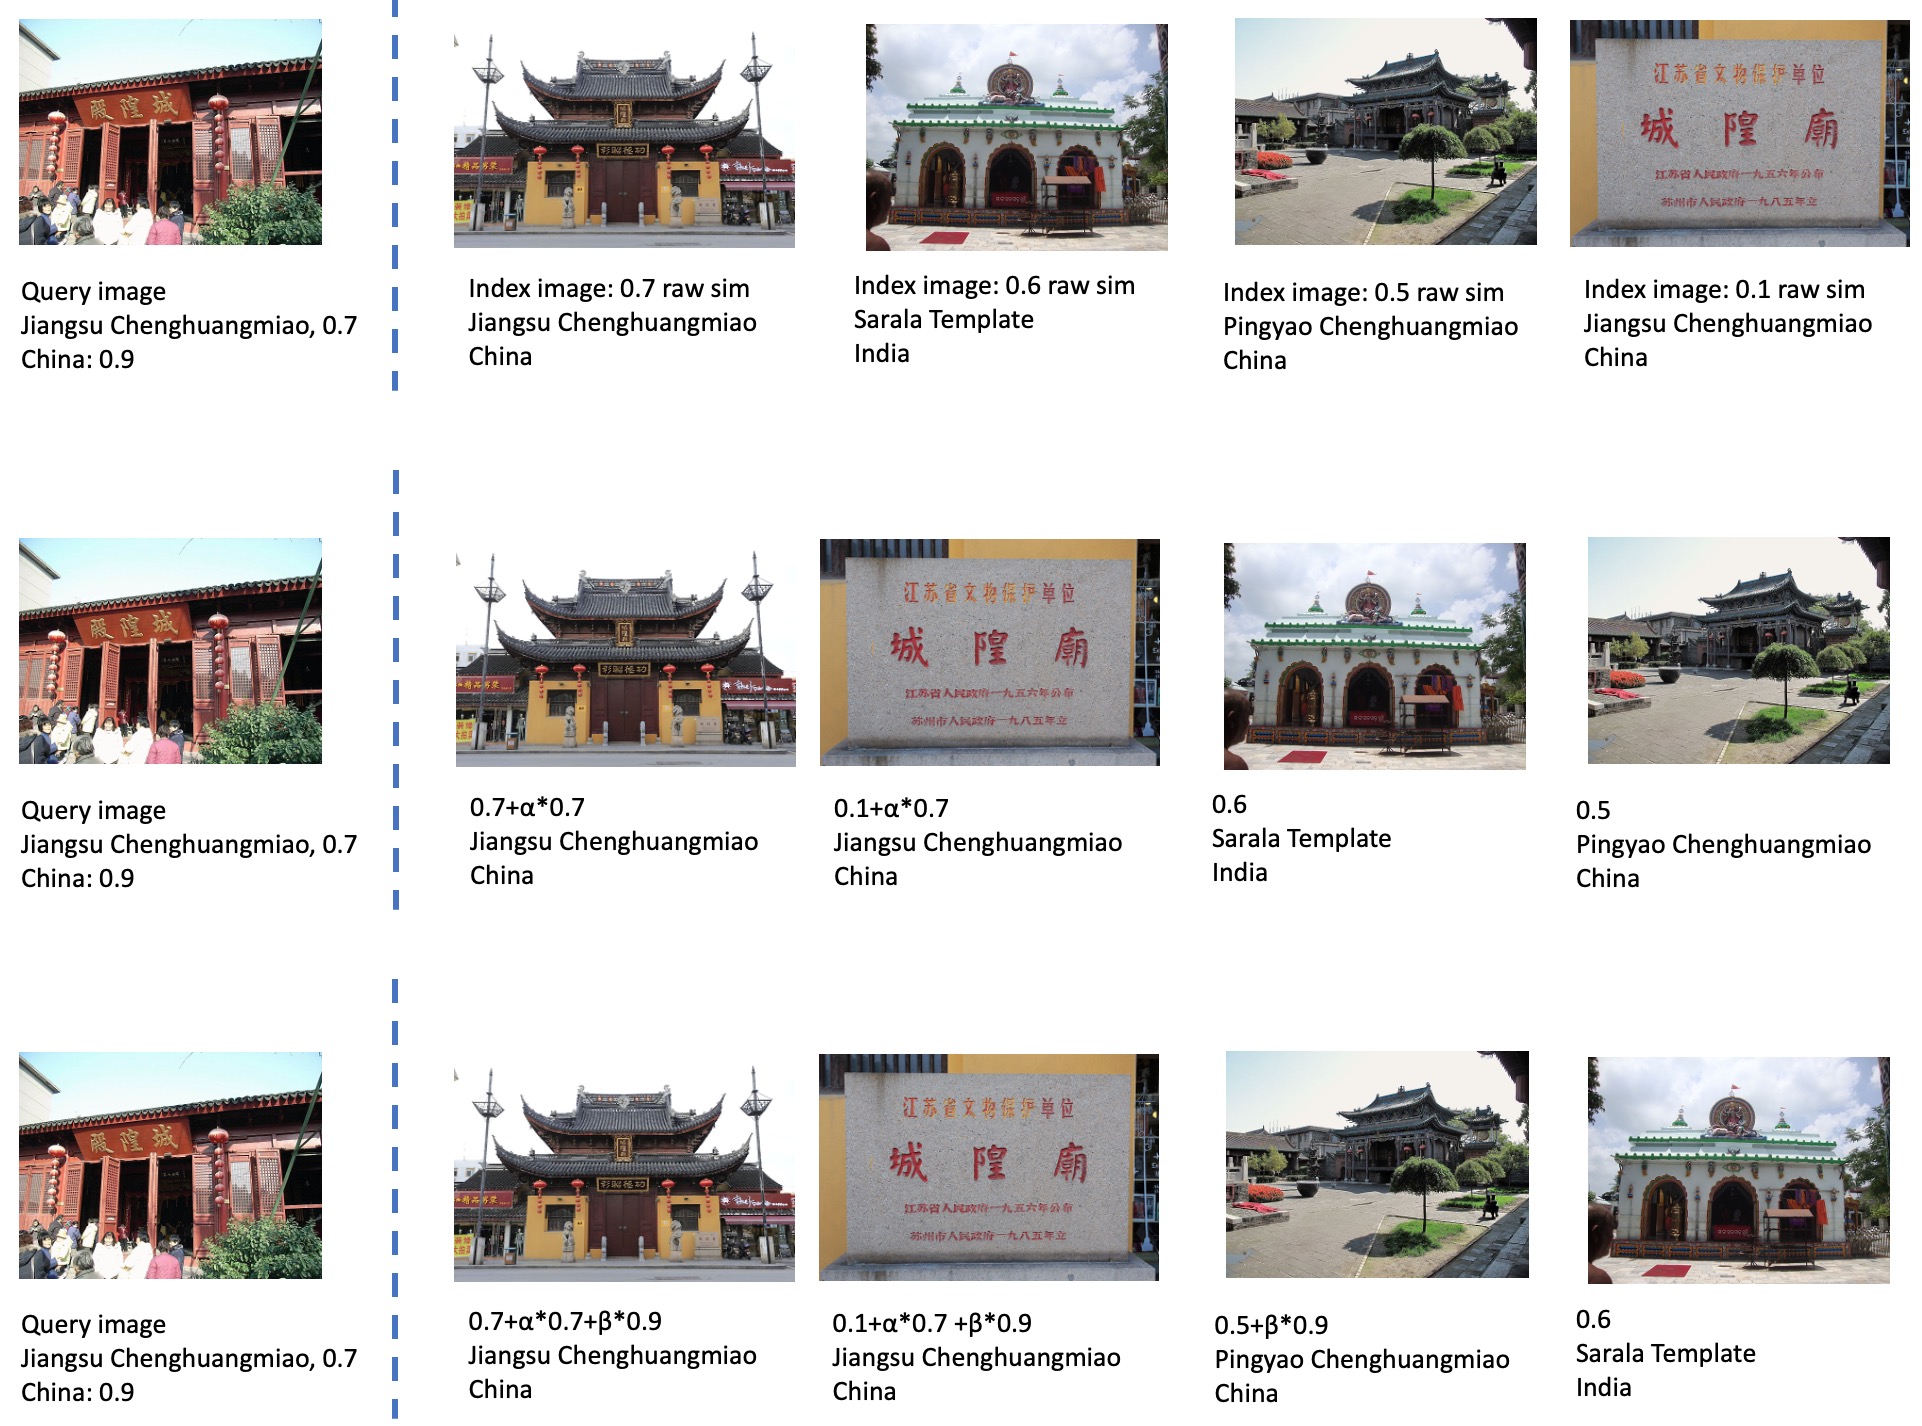 殿隍城
功德昭彰
江苏省文物保护单位
城隍廟
江苏省人民政府一九五六年公布
苏州市人民政府一九八五年立
Query image
Jiangsu Chenghuangmiao, 0.7
China: 0.9
Index image: 0.7 raw sim
Jiangsu Chenghuangmiao
China
Index image: 0.6 raw sim
Sarala Template
India
Index image: 0.5 raw sim
Pingyao Chenghuangmiao
China
Index image: 0.1 raw sim
Jiangsu Chenghuangmiao
China
殿隍城
功德昭彰
江苏省文物保护单位
城隍廟
江苏省人民政府一九五六年公布
苏州市人民政府一九八五年立
Query image
Jiangsu Chenghuangmiao, 0.7
China: 0.9
0.7+α*0.7
Jiangsu Chenghuangmiao
China
0.1+α*0.7
Jiangsu Chenghuangmiao
China
0.6
Sarala Template
India
0.5
Pingyao Chenghuangmiao
China
殿隍城
功德昭彰
江苏省文物保护单位
城隍廟
江苏省人民政府一九五六年公布
苏州市人民政府一九八五年立
Query image
Jiangsu Chenghuangmiao, 0.7
China: 0.9
0.7+α*0.7+β*0.9
Jiangsu Chenghuangmiao
China
0.1+α*0.7 +β*0.9
Jiangsu Chenghuangmiao
China
0.5+β*0.9
Pingyao Chenghuangmiao
China
0.6
Sarala Template
India